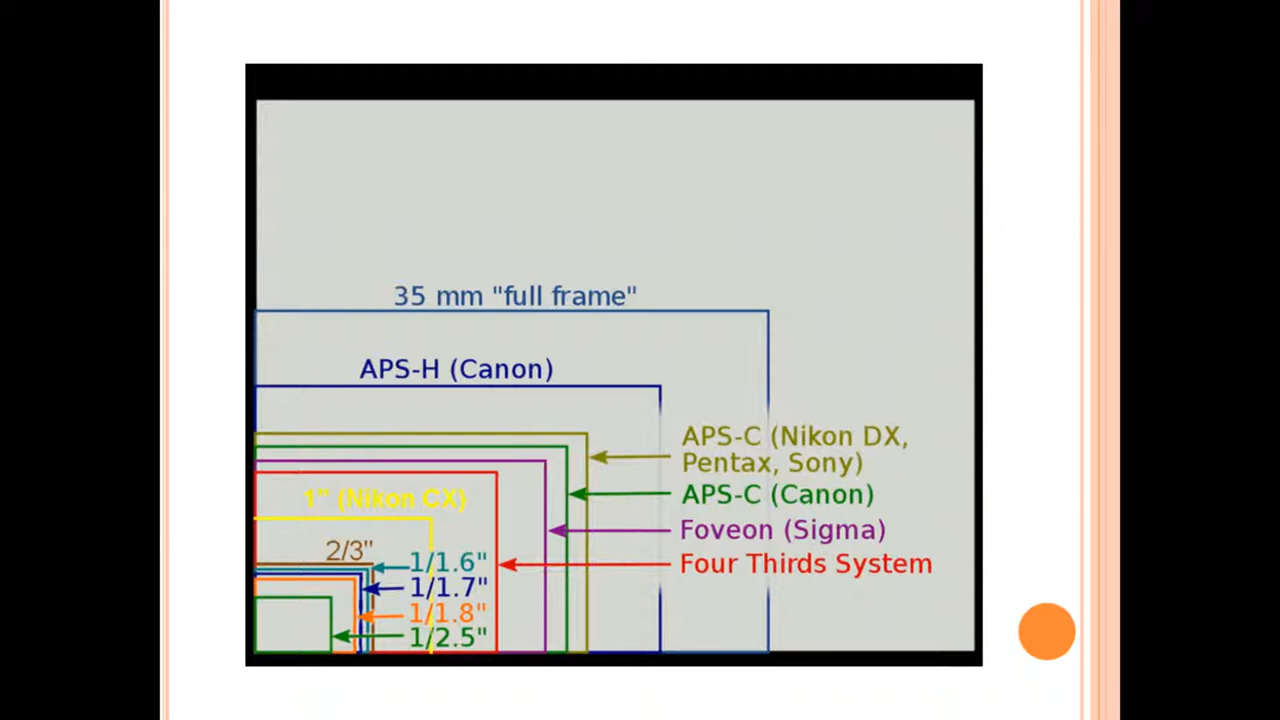 35 mm "full frame"
APS-H (Canon)
APS-C (Nikon DX,
Pentax, Sony)
APS-C (Canon)
Foveon (Sigma)
Four Thirds System
1" (Nikon CX)
2/3"
1/1.6"
1/1.7"
1/1.8"
1/2.5"